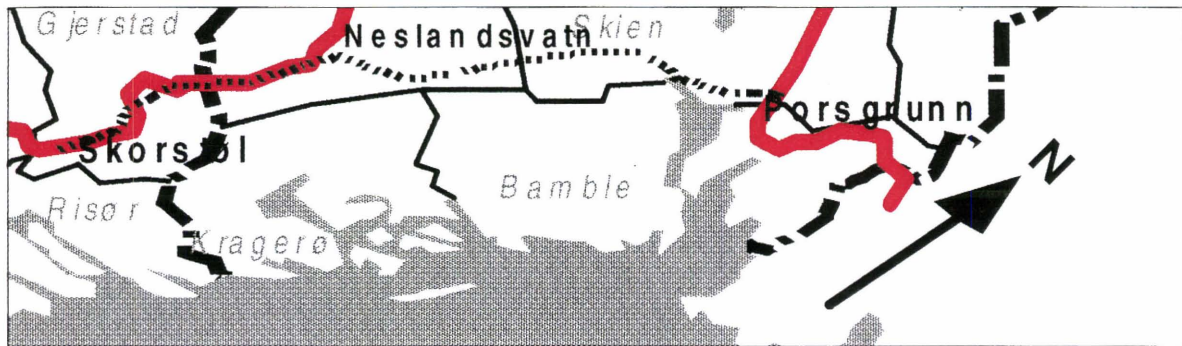 Gjerstad
Skien
Neslandsvatn
Porsgrunn
Skorstøl
N
Bamble
Risør
Kragerø